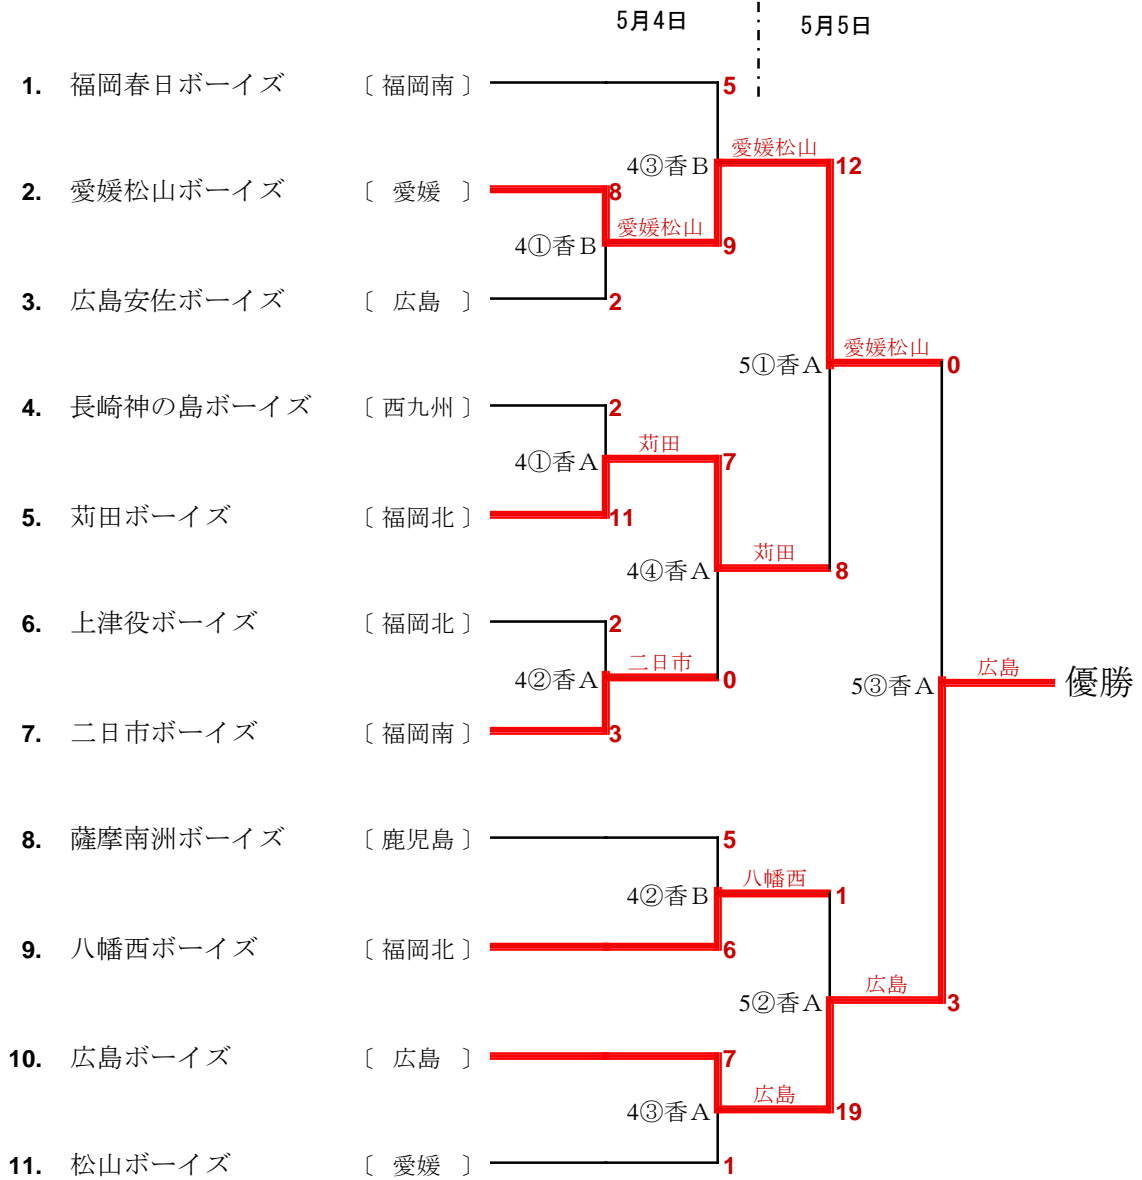 5月4日 5月5日
1. 福岡春日ボーイズ 〔 福岡南 〕 5
4③香B 愛媛松山 12
2. 愛媛松山ボーイズ 〔 愛媛 〕 8
4①香B 愛媛松山 9
3. 広島安佐ボーイズ 〔 広島 〕 2
5①香A 愛媛松山 0
4. 長崎神の島ボーイズ 〔 西九州 〕 2
4①香A 苅田 7
5. 苅田ボーイズ 〔 福岡北 〕 11
4④香A 苅田 8
6. 上津役ボーイズ 〔 福岡北 〕 2
4②香A 二日市 0
5③香A 広島 優勝
7. 二日市ボーイズ 〔 福岡南 〕 3
8. 薩摩南洲ボーイズ 〔 鹿児島 〕 5
4②香B 八幡西 1
9. 八幡西ボーイズ 〔 福岡北 〕 6
5②香A 広島 3
10. 広島ボーイズ 〔 広島 〕 7
4③香A 広島 19
11. 松山ボーイズ 〔 愛媛 〕 1